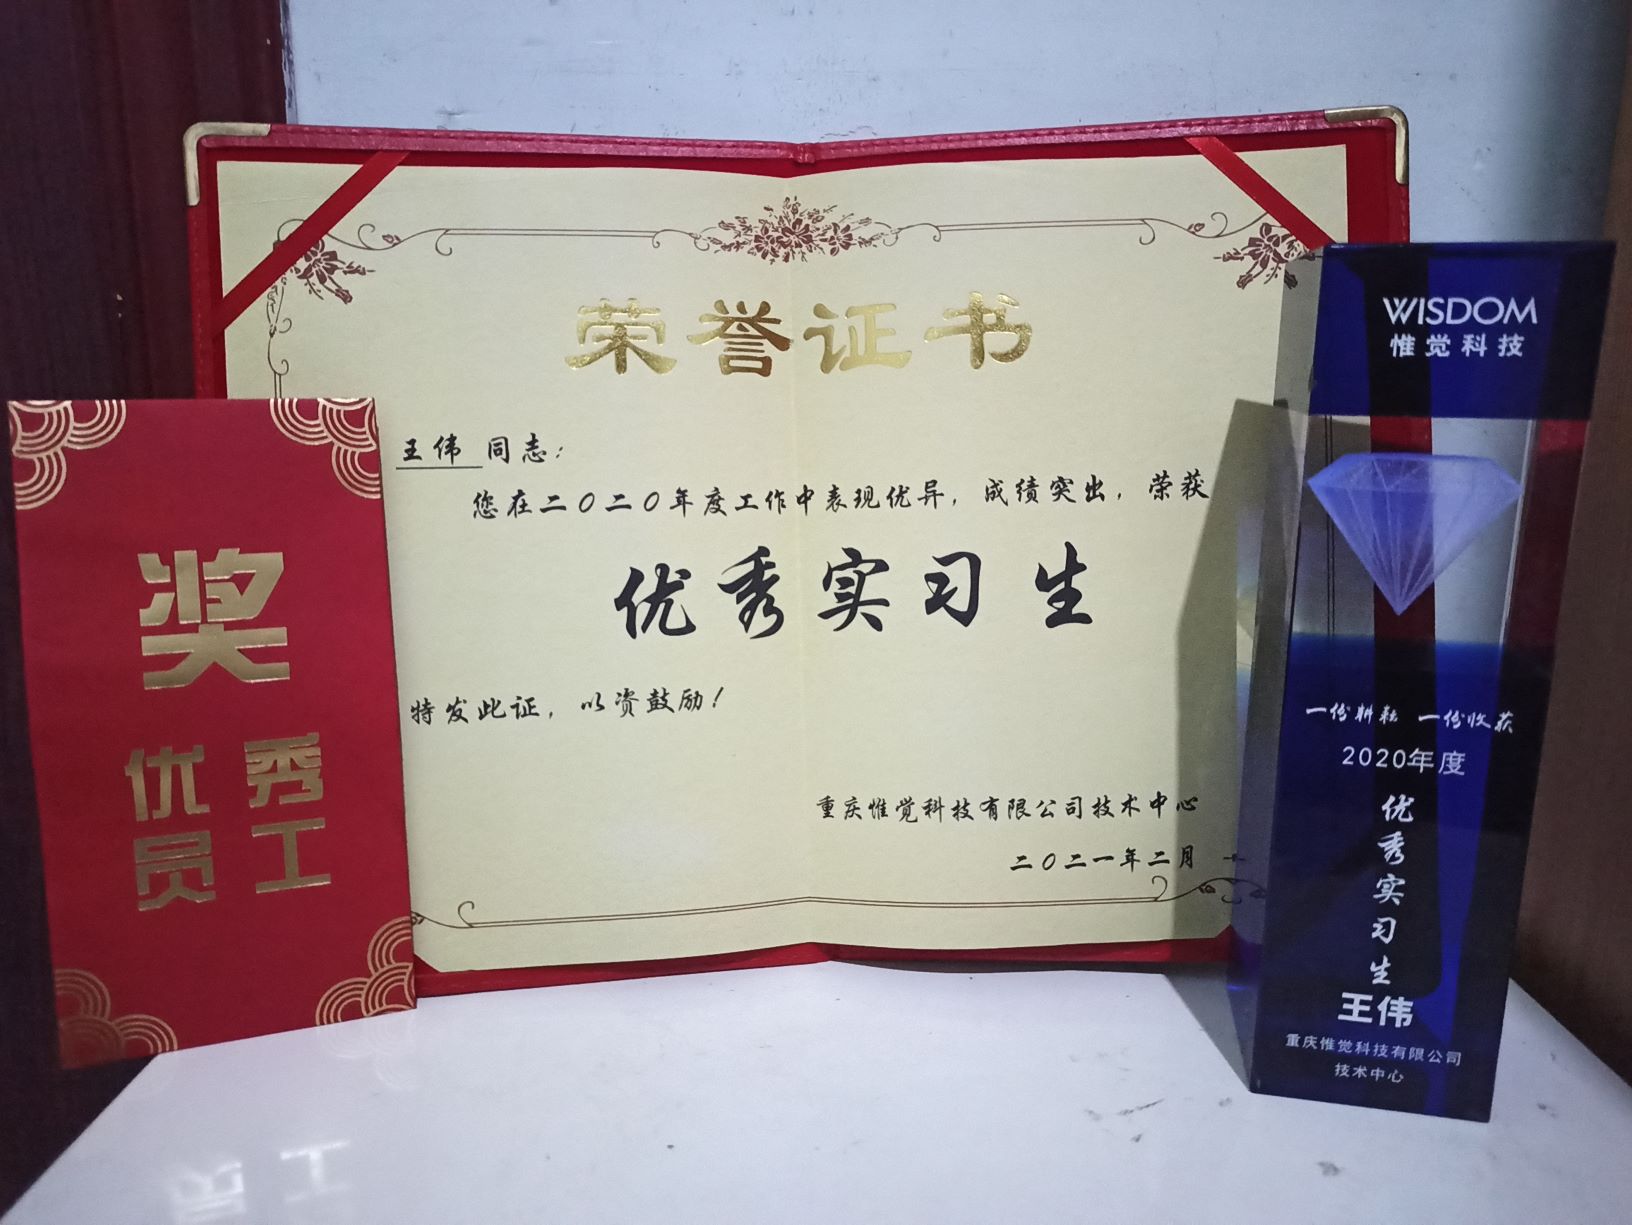 荣誉证书
王伟 同志：
您在二〇二〇年度工作中表现优异，成绩突出，荣获
优秀实习生
特发此证，以资鼓励！
重庆惟觉科技有限公司技术中心
二〇二一年二月
奖
优秀
员工
WISDOM
惟觉科技
一份耕耘 一份收获
2020年度
优秀实习生
王伟
重庆惟觉科技有限公司
技术中心